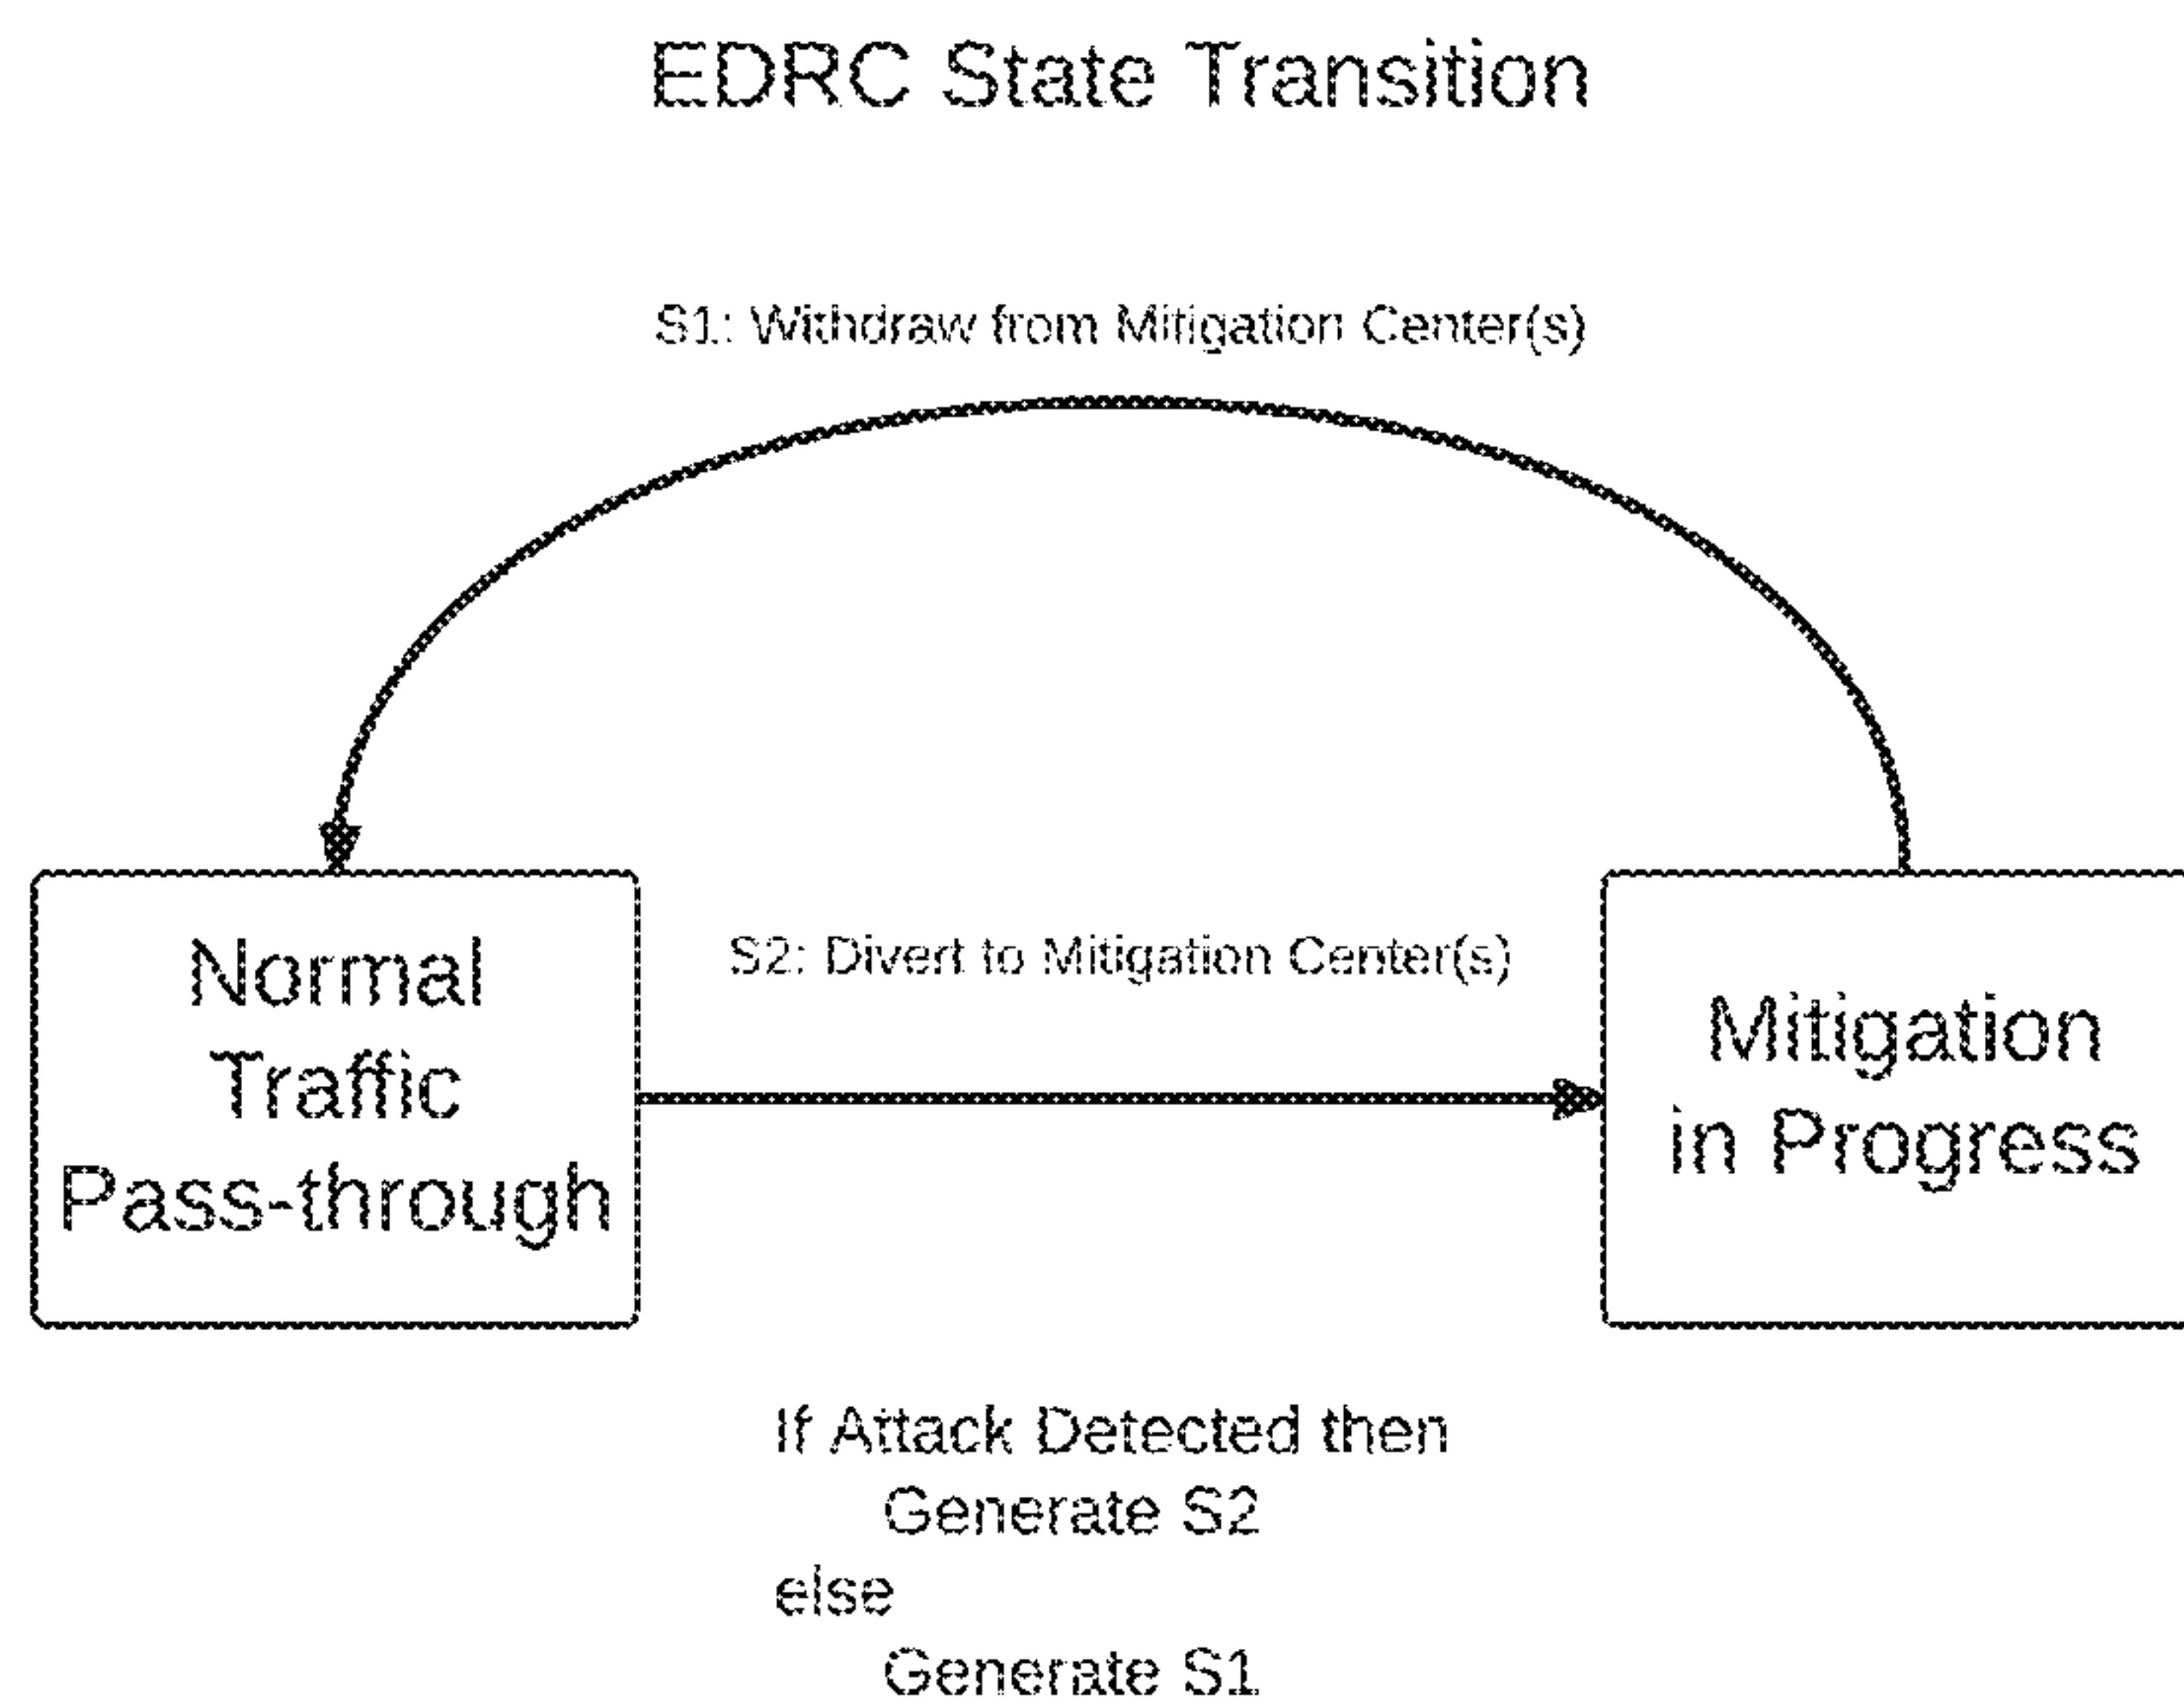 EDRC State Transition
S1: Withdraw from Mitigation Center(s)
Normal
Traffic
Pass-through
S2: Divert to Mitigation Center(s)
Mitigation
in Progress
If Attack Detected then
Generate S2
else
Generate S1